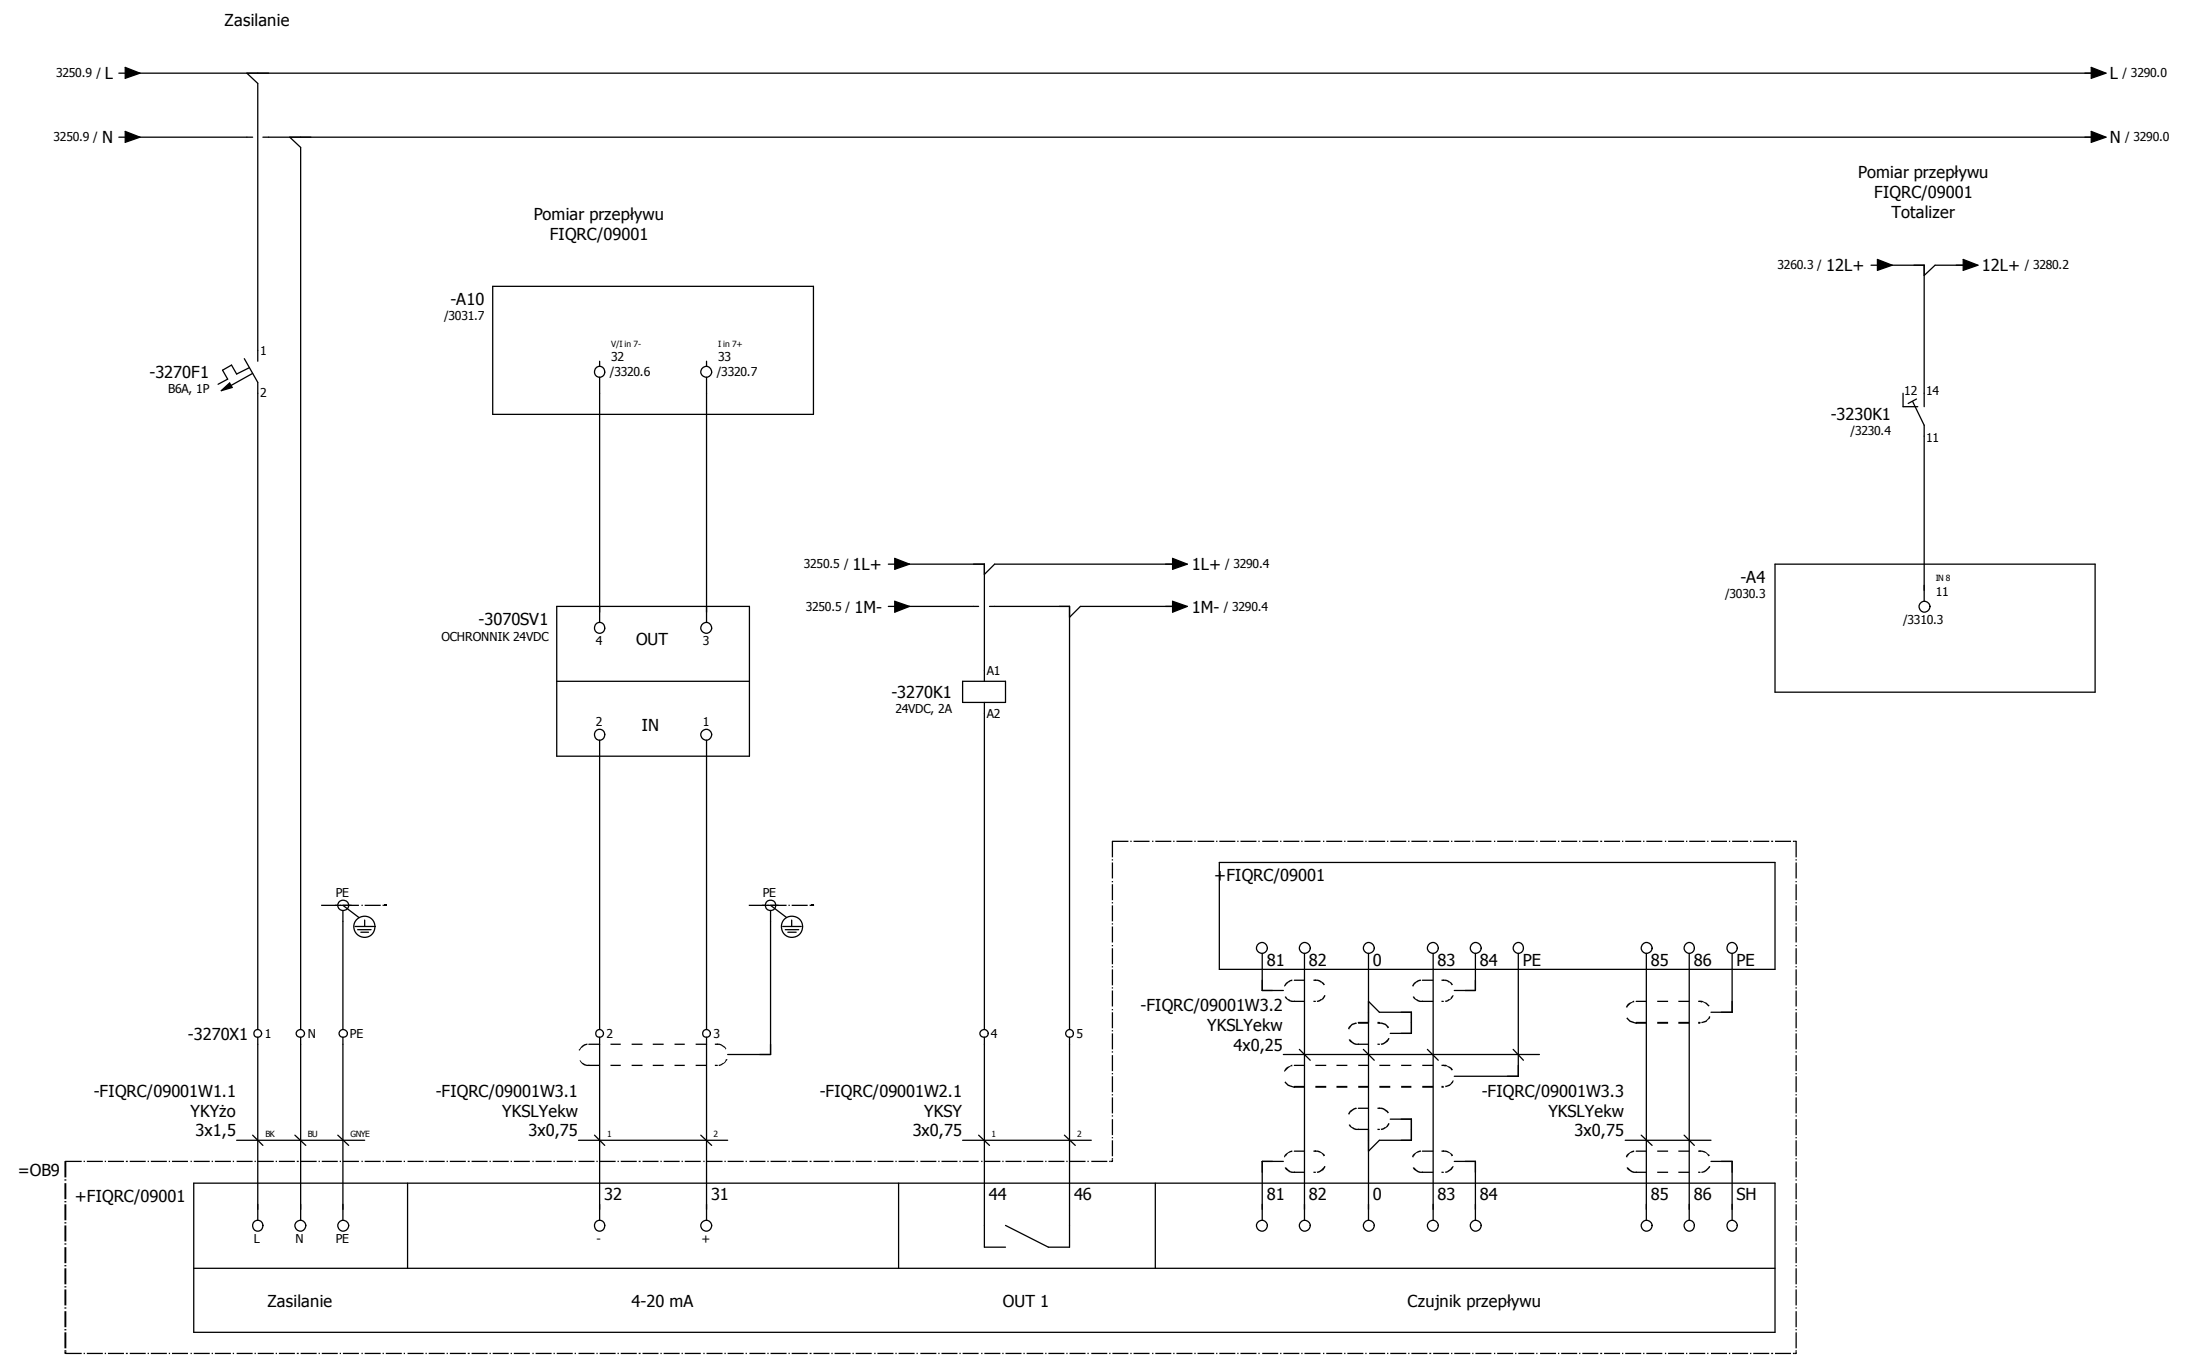 Zasilanie
3250.9 / L
L / 3290.0
3250.9 / N
N / 3290.0
Pomiar przepływu
FIQRC/09001
Totalizer
Pomiar przepływu
FIQRC/09001
3260.3 / 12L+
12L+ / 3280.2
-A10
/3031.7
V/I in 7-
32
/3320.6
I in 7+
33
/3320.7
-3270F1
B6A, 1P
1
2
12
14
-3230K1
/3230.4
11
3250.5 / 1L+
1L+ / 3290.4
3250.5 / 1M-
1M- / 3290.4
-A4
/3030.3
IN 8
11
/3310.3
-3070SV1
OCHRONNIK 24VDC
4
OUT
3
2
IN
1
-3270K1
24VDC, 2A
A1
A2
PE
PE
+FIQRC/09001
81
82
0
83
84
PE
85
86
PE
-3270X1
1
N
PE
2
3
4
5
-FIQRC/09001W3.2
YKSLYekw
4x0,25
-FIQRC/09001W1.1
YKYżo
3x1,5
BK
BU
GNYE
-FIQRC/09001W3.1
YKSLYekw
3x0,75
1
2
-FIQRC/09001W2.1
YKSY
3x0,75
1
2
-FIQRC/09001W3.3
YKSLYekw
3x0,75
=OB9
+FIQRC/09001
32
31
44
46
81
82
0
83
84
85
86
SH
L
N
PE
-
+
Zasilanie
4-20 mA
OUT 1
Czujnik przepływu